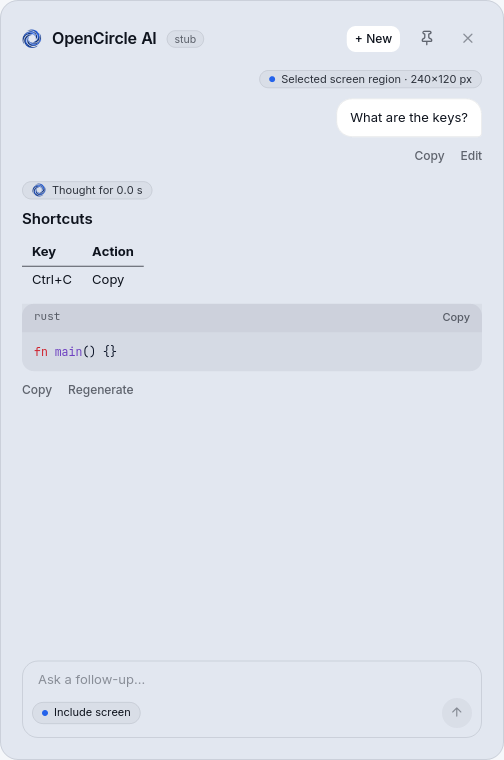 OpenCircle AI stub + New
Selected screen region · 240×120 px
What are the keys?
Copy Edit
Thought for 0.0 s
Shortcuts
Key Action
Ctrl+C Copy
rust Copy
fn main() {}
Copy Regenerate
Ask a follow-up...
Include screen